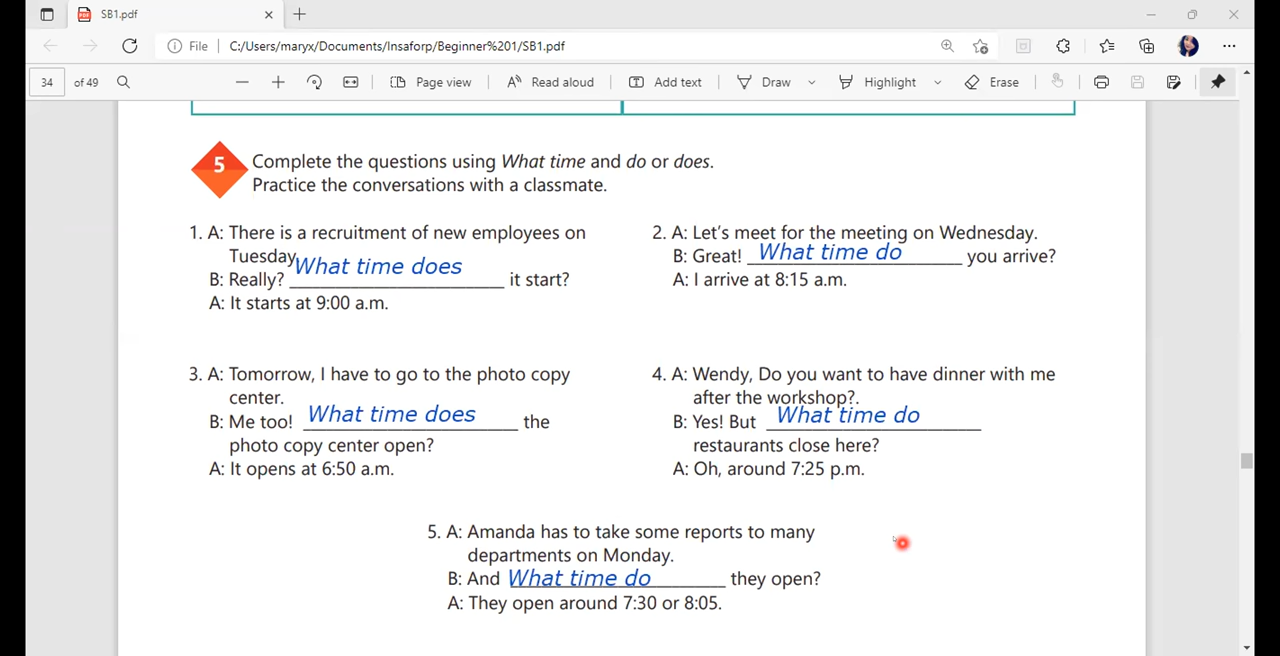 SB1.pdf
File C:/Users/maryx/Documents/Insaforp/Beginner%201/SB1.pdf
34 of 49 Page view Read aloud Add text Draw Highlight Erase
5
Complete the questions using What time and do or does.
Practice the conversations with a classmate.
1. A: There is a recruitment of new employees on
Tuesday
B: Really? What time does it start?
A: It starts at 9:00 a.m.
2. A: Let's meet for the meeting on Wednesday.
B: Great! What time do you arrive?
A: I arrive at 8:15 a.m.
3. A: Tomorrow, I have to go to the photo copy
center.
B: Me too! What time does the
photo copy center open?
A: It opens at 6:50 a.m.
4. A: Wendy, Do you want to have dinner with me
after the workshop?.
B: Yes! But What time do
restaurants close here?
A: Oh, around 7:25 p.m.
5. A: Amanda has to take some reports to many
departments on Monday.
B: And What time do they open?
A: They open around 7:30 or 8:05.